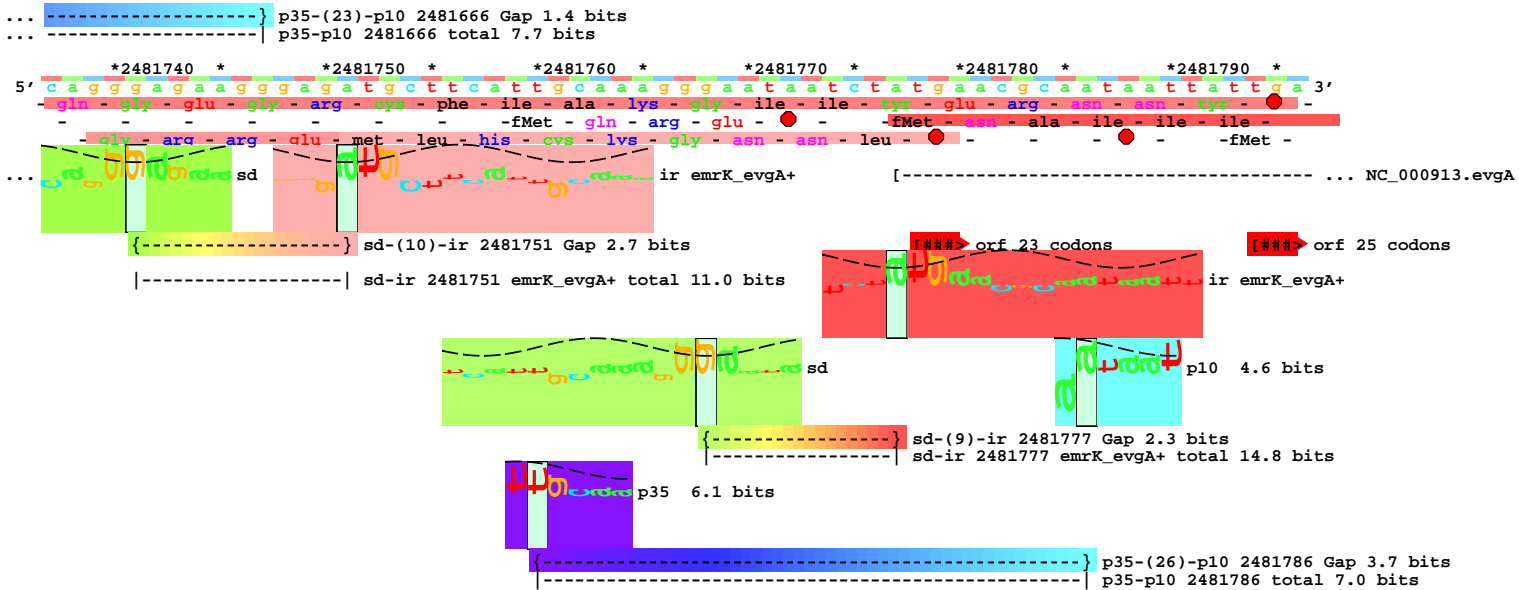 ... --------------------} p35-(23)-p10 2481666 Gap 1.4 bits
... --------------------| p35-p10 2481666 total 7.7 bits
*2481740 * *2481750 * *2481760 * *2481770 * *2481780 * *2481790 *
5' c a g g g a g a a g g g a g a t g c t t c a t t g c a a a g g g a a t a a t c t a t g a a c g c a a t a a t t a t t g a 3'
- gln - gly - glu - gly - arg - cys - phe - ile - ala - lys - gly - ile - ile - tyr - glu - arg - asn - asn - tyr - -
-fMet - gln - arg - glu - - -fMet - asn - ala - ile - ile - ile -
- gly - arg - arg - glu - met - leu - his - cys - lys - gly - asn - asn - leu - - - - -fMet -
... sd ir emrK_evgA+ [--------------------------------------- ... NC_000913.evgA
{-------------------} sd-(10)-ir 2481751 Gap 2.7 bits [###> orf 23 codons [###> orf 25 codons
|-------------------| sd-ir 2481751 emrK_evgA+ total 11.0 bits ir emrK_evgA+
sd p10 4.6 bits
{-----------------} sd-(9)-ir 2481777 Gap 2.3 bits
|-----------------| sd-ir 2481777 emrK_evgA+ total 14.8 bits
p35 6.1 bits
{---------------------------------------------------} p35-(26)-p10 2481786 Gap 3.7 bits
|---------------------------------------------------| p35-p10 2481786 total 7.0 bits